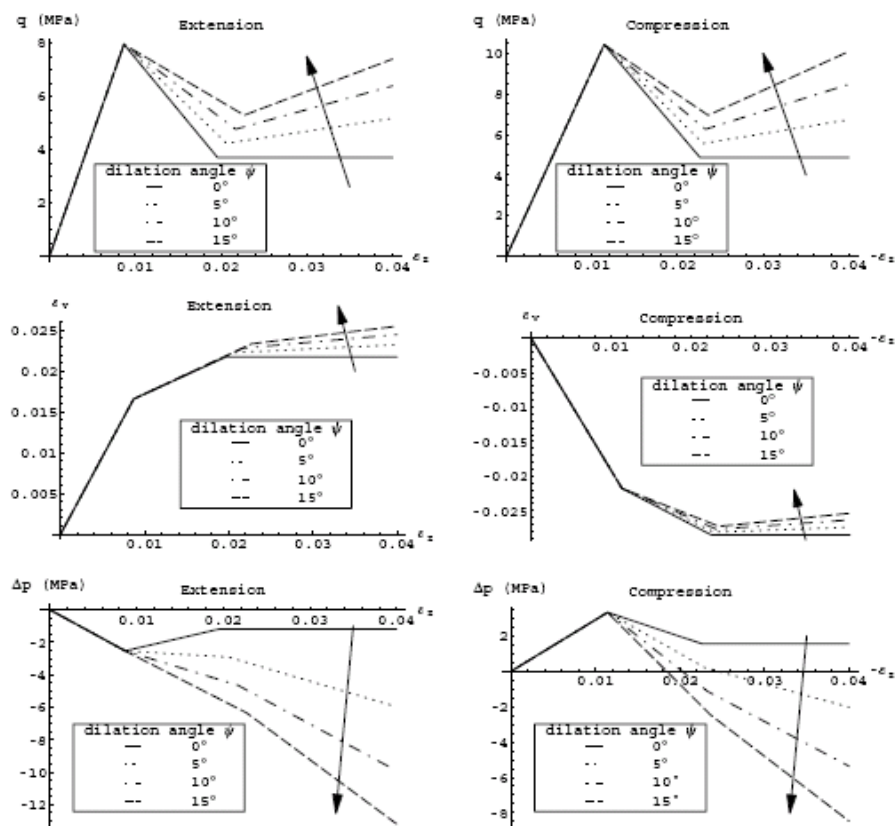 q (MPa)
Extension
8
6
4
2
dilation angle ψ
0°
5°
10°
15°
0.01 0.02 0.03 0.04 εz
q (MPa)
Compression
10
8
6
4
2
dilation angle ψ
0°
5°
10°
15°
0.01 0.02 0.03 0.04 -εz
εv
Extension
0.025
0.02
0.015
0.01
0.005
dilation angle ψ
0°
5°
10°
15°
0.01 0.02 0.03 0.04 εz
εv
Compression
0.01 0.02 0.03 0.04 -εz
-0.005
-0.01
-0.015
-0.02
-0.025
dilation angle ψ
0°
5°
10°
15°
Δp (MPa)
Extension
0.01 0.02 0.03 0.04 εz
-2
-4
-6
-8
-10
-12
dilation angle ψ
0°
5°
10°
15°
Δp (MPa)
Compression
2
0.01 0.02 0.03 0.04 -εz
-2
-4
-6
-8
dilation angle ψ
0°
5°
10°
15°